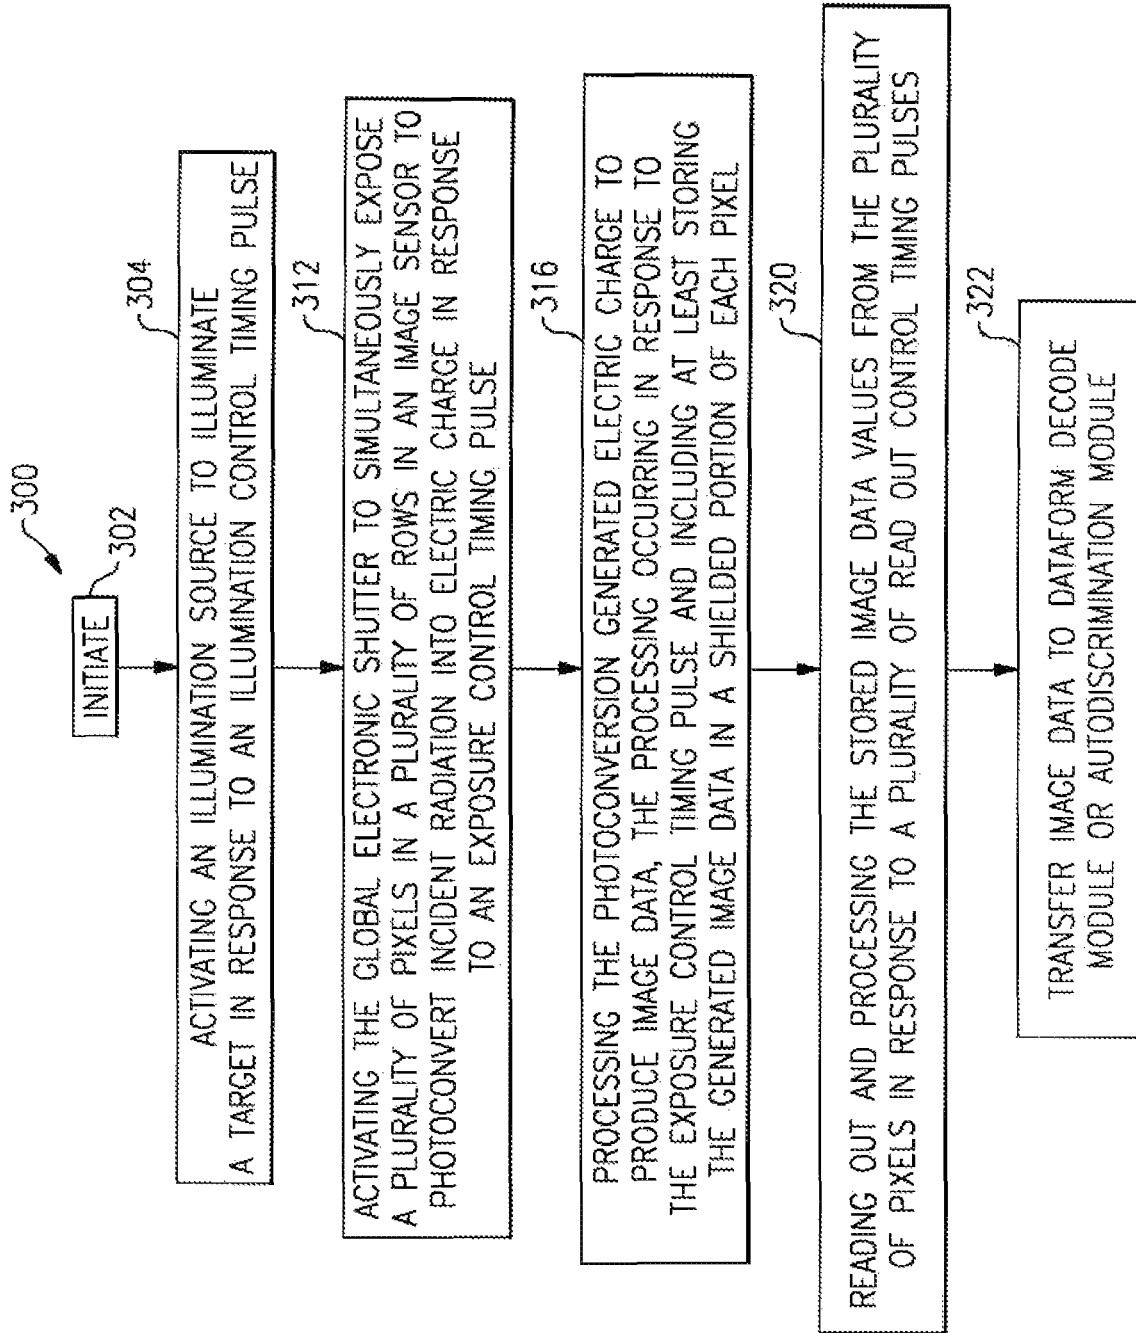 300
INITIATE
302
304
ACTIVATING AN ILLUMINATION SOURCE TO ILLUMINATE
A TARGET IN RESPONSE TO AN ILLUMINATION CONTROL TIMING PULSE
312
ACTIVATING THE GLOBAL ELECTRONIC SHUTTER TO SIMULTANEOUSLY EXPOSE
A PLURALITY OF PIXELS IN A PLURALITY OF ROWS IN AN IMAGE SENSOR TO
PHOTOCONVERT INCIDENT RADIATION INTO ELECTRIC CHARGE IN RESPONSE
TO AN EXPOSURE CONTROL TIMING PULSE
316
PROCESSING THE PHOTOCONVERSION GENERATED ELECTRIC CHARGE TO
PRODUCE IMAGE DATA, THE PROCESSING OCCURRING IN RESPONSE TO
THE EXPOSURE CONTROL TIMING PULSE AND INCLUDING AT LEAST STORING
THE GENERATED IMAGE DATA IN A SHIELDED PORTION OF EACH PIXEL
320
READING OUT AND PROCESSING THE STORED IMAGE DATA VALUES FROM THE PLURALITY
OF PIXELS IN RESPONSE TO A PLURALITY OF READ OUT CONTROL TIMING PULSES
322
TRANSFER IMAGE DATA TO DATAFORM DECODE
MODULE OR AUTODISCRIMINATION MODULE